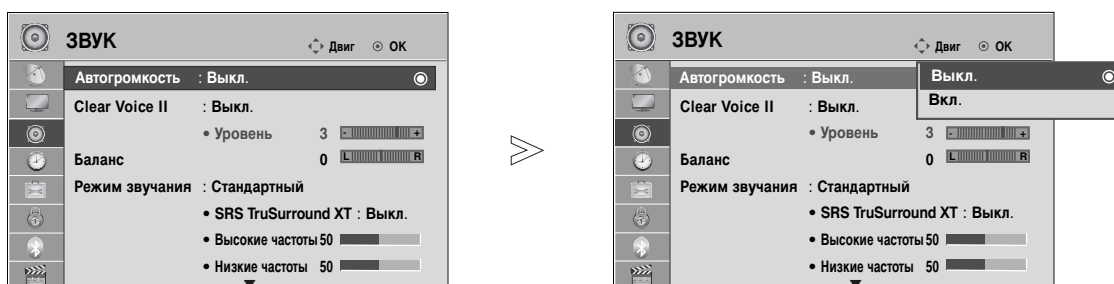 ЗВУК
Двиг ОК
Автогромкость : Выкл.
Clear Voice II : Выкл.
• Уровень 3 - +
Баланс 0 L R
Режим звучания : Стандартный
• SRS TruSurround XT : Выкл.
• Высокие частоты 50
• Низкие частоты 50
ЗВУК
Двиг ОК
Автогромкость : Выкл.
Выкл.
Вкл.
Clear Voice II : Выкл.
• Уровень 3 - +
Баланс 0 L R
Режим звучания : Стандартный
• SRS TruSurround XT : Выкл.
• Высокие частоты 50
• Низкие частоты 50